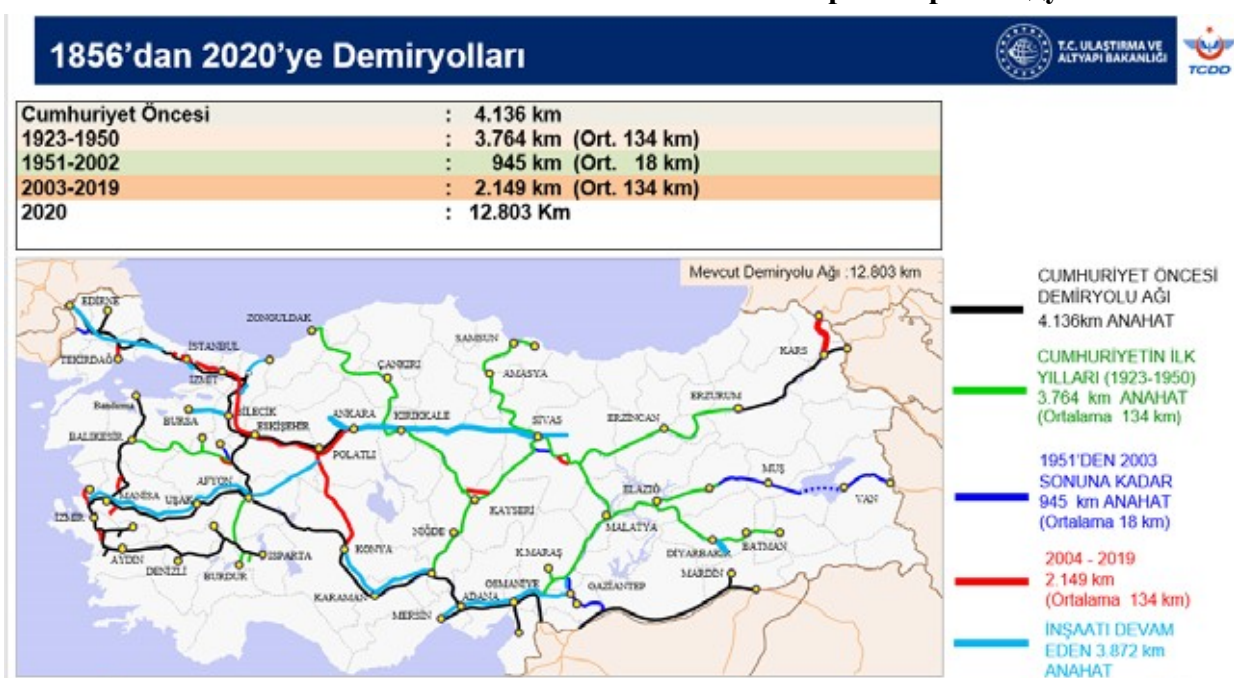 1856’dan 2020’ye Demiryolları
T.C. ULAŞTIRMA VE
ALTYAPI BAKANLIĞI
TCDD
Cumhuriyet Öncesi : 4.136 km
1923-1950 : 3.764 km (Ort. 134 km)
1951-2002 : 945 km (Ort. 18 km)
2003-2019 : 2.149 km (Ort. 134 km)
2020 : 12.803 Km
Mevcut Demiryolu Ağı :12.803 km
EDİRNE
ZONGULDAK
SAMSUN
KARS
TEKİRDAĞ
İSTANBUL
İZMİT
ÇANKIRI
AMASYA
ERZURUM
Bandırma
BURSA
BİLECİK
ANKARA
KIRIKKALE
SİVAS
ERZİNCAN
BALIKESİR
ESKİŞEHİR
POLATLI
MUŞ
AFYON
ELAZIĞ
VAN
MANİSA
UŞAK
KAYSERİ
İZMİR
MALATYA
NİĞDE
DİYARBAKIR
BATMAN
AYDIN
DENİZLİ
ISPARTA
KONYA
K.MARAŞ
BURDUR
MARDİN
OSMANİYE
GAZİANTEP
KARAMAN
ADANA
MERSİN
CUMHURİYET ÖNCESİ
DEMİRYOLU AĞI
4.136km ANAHAT
CUMHURİYETİN İLK
YILLARI (1923-1950)
3.764 km ANAHAT
(Ortalama 134 km)
1951'DEN 2003
SONUNA KADAR
945 km ANAHAT
(Ortalama 18 km)
2004 - 2019
2.149 km
(Ortalama 134 km)
İNŞAATI DEVAM
EDEN 3.872 km
ANAHAT